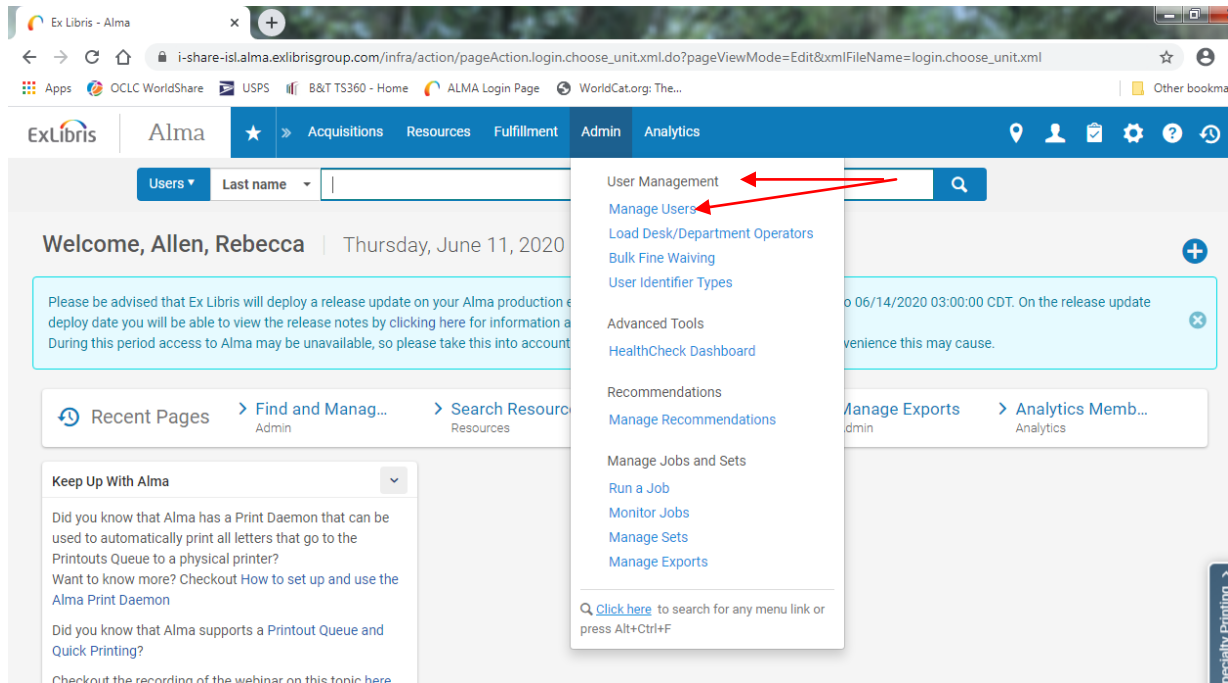 Ex Libris - Alma
i-share-isl.alma.exlibrisgroup.com/infra/action/pageAction.login.choose_unit.xml.do?pageViewMode=Edit&xmlFileName=login.choose_unit.xml
Apps OCLC WorldShare USPS B&T TS360 - Home ALMA Login Page WorldCat.org: The... Other bookma
ExLibris Alma Acquisitions Resources Fulfillment Admin Analytics
Users Last name
User Management
Manage Users
Load Desk/Department Operators
Bulk Fine Waiving
User Identifier Types
Advanced Tools
HealthCheck Dashboard
Recommendations
Manage Recommendations
Manage Jobs and Sets
Run a Job
Monitor Jobs
Manage Sets
Manage Exports
Click here to search for any menu link or
press Alt+Ctrl+F
Welcome, Allen, Rebecca Thursday, June 11, 2020
Please be advised that Ex Libris will deploy a release update on your Alma production e o 06/14/2020 03:00:00 CDT. On the release update
deploy date you will be able to view the release notes by clicking here for information a
During this period access to Alma may be unavailable, so please take this into account venience this may cause.
Recent Pages Find and Manag... Search Resourc Manage Exports Analytics Memb...
Admin Resources dmin Analytics
Keep Up With Alma
Did you know that Alma has a Print Daemon that can be
used to automatically print all letters that go to the
Printouts Queue to a physical printer?
Want to know more? Checkout How to set up and use the
Alma Print Daemon
Did you know that Alma supports a Printout Queue and
Quick Printing?
Checkout the recording of the webinar on this topic here
ecialty Printing